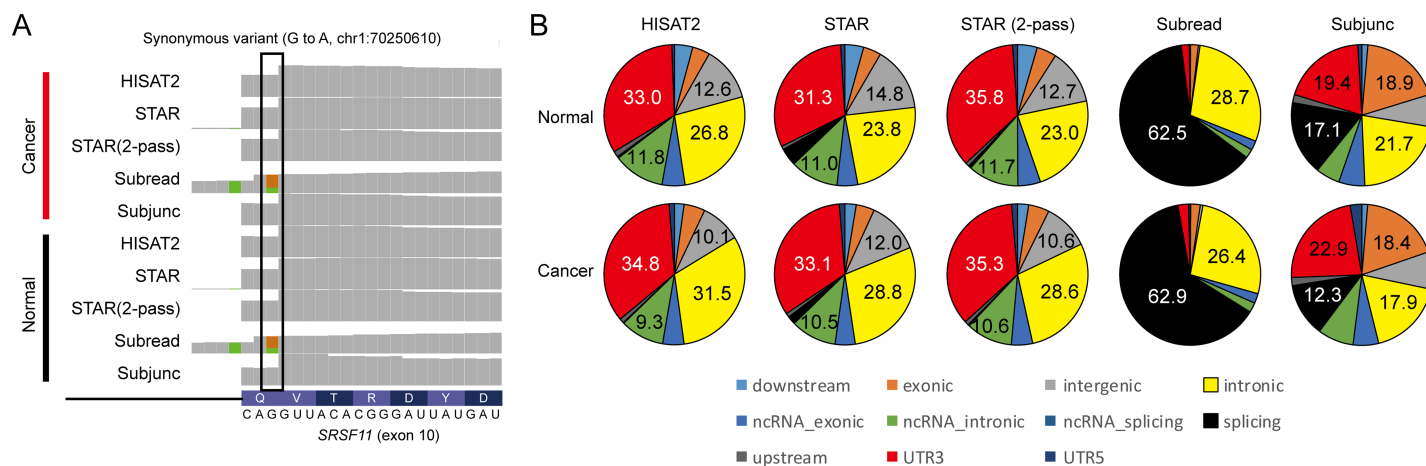 A
Synonymous variant (G to A, chr1:70250610)
Cancer
HISAT2
STAR
STAR(2-pass)
Subread
Subjunc
Normal
HISAT2
STAR
STAR(2-pass)
Subread
Subjunc
Q V T R D Y D
C A G G U U A C A C G G G A U U A U G A U
SRSF11 (exon 10)
B
HISAT2 STAR STAR (2-pass) Subread Subjunc
Normal
33.0 12.6 26.8 11.8
31.3 14.8 23.8 11.0
35.8 12.7 23.0 11.7
28.7 62.5
19.4 18.9 17.1 21.7
Cancer
34.8 10.1 31.5 9.3
33.1 12.0 28.8 10.5
35.3 10.6 28.6 10.6
26.4 62.9
22.9 18.4 12.3 17.9
downstream exonic intergenic intronic
ncRNA_exonic ncRNA_intronic ncRNA_splicing splicing
upstream UTR3 UTR5